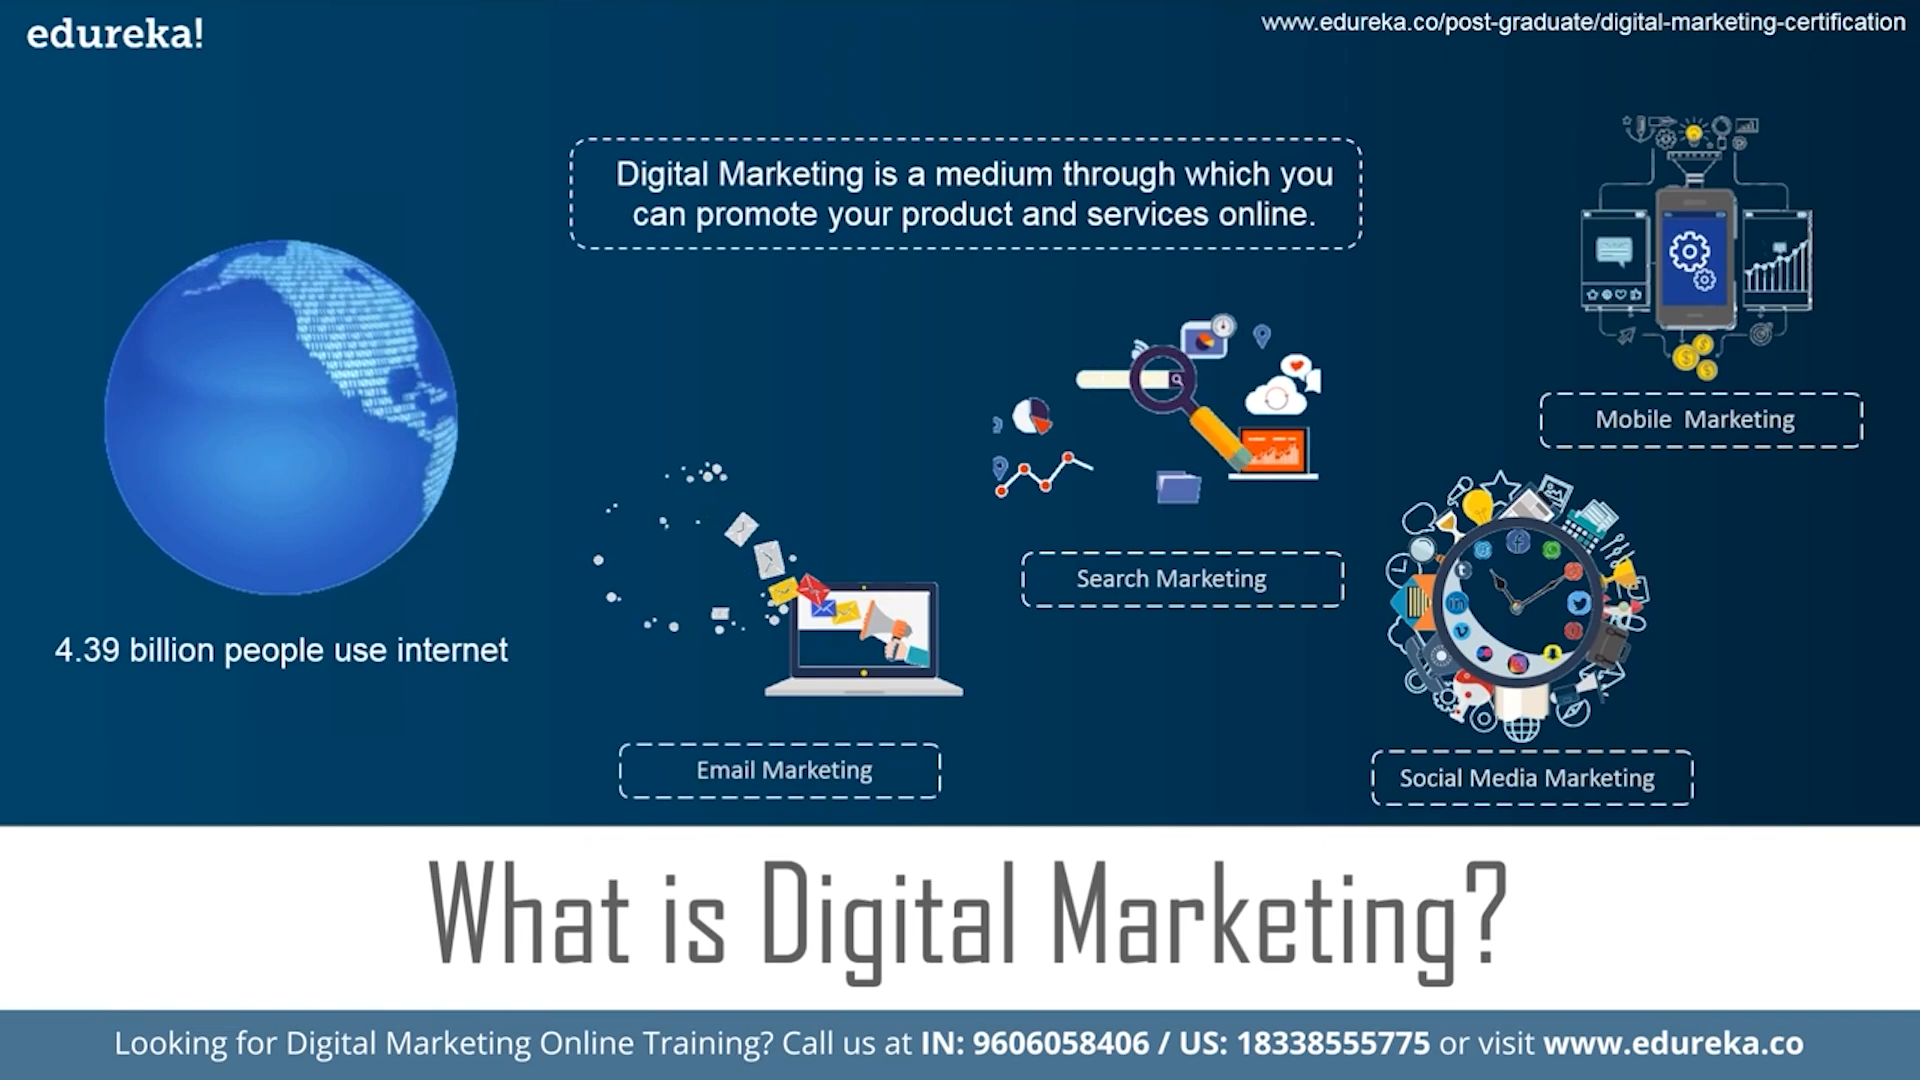 edureka!
www.edureka.co/post-graduate/digital-marketing-certification
Digital Marketing is a medium through which you
can promote your product and services online.
Mobile Marketing
Search Marketing
4.39 billion people use internet
Email Marketing
Social Media Marketing
What is Digital Marketing?
Looking for Digital Marketing Online Training? Call us at IN: 9606058406 / US: 18338555775 or visit www.edureka.co